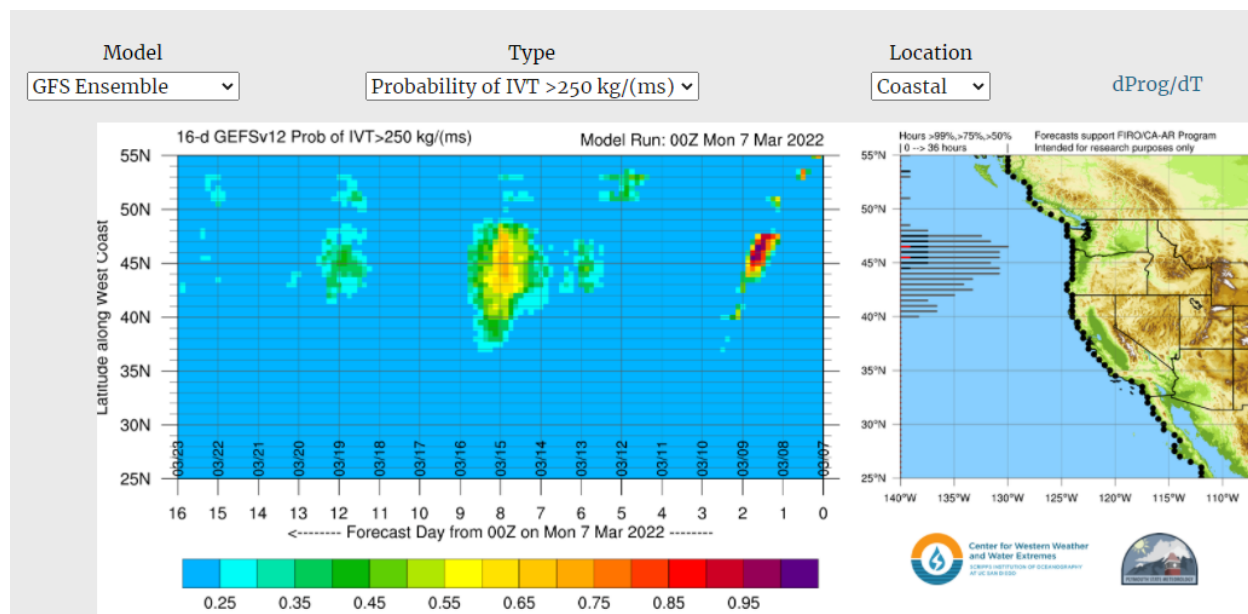 Model
Type
Location
GFS Ensemble
Probability of IVT >250 kg/(ms)
Coastal
dProg/dT
16-d GEFSv12 Prob of IVT>250 kg/(ms)
Model Run: 00Z Mon 7 Mar 2022
Hours >99%,>75%,>50%
| 0 --> 36 hours |
Forecasts support FIRO/CA-AR Program
Intended for research purposes only
Latitude along West Coast
55N
50N
45N
40N
35N
30N
25N
03/23 03/22 03/21 03/20 03/19 03/18 03/17 03/16 03/15 03/14 03/13 03/12 03/11 03/10 03/09 03/08 03/07
16 15 14 13 12 11 10 9 8 7 6 5 4 3 2 1 0
<-------- Forecast Day from 00Z on Mon 7 Mar 2022 --------
0.25 0.35 0.45 0.55 0.65 0.75 0.85 0.95
55°N
50°N
45°N
40°N
35°N
30°N
25°N
140°W 135°W 130°W 125°W 120°W 115°W 110°W
Center for Western Weather
and Water Extremes
SCRIPPS INSTITUTION OF OCEANOGRAPHY
AT UC SAN DIEGO
PLYMOUTH STATE METEOROLOGY